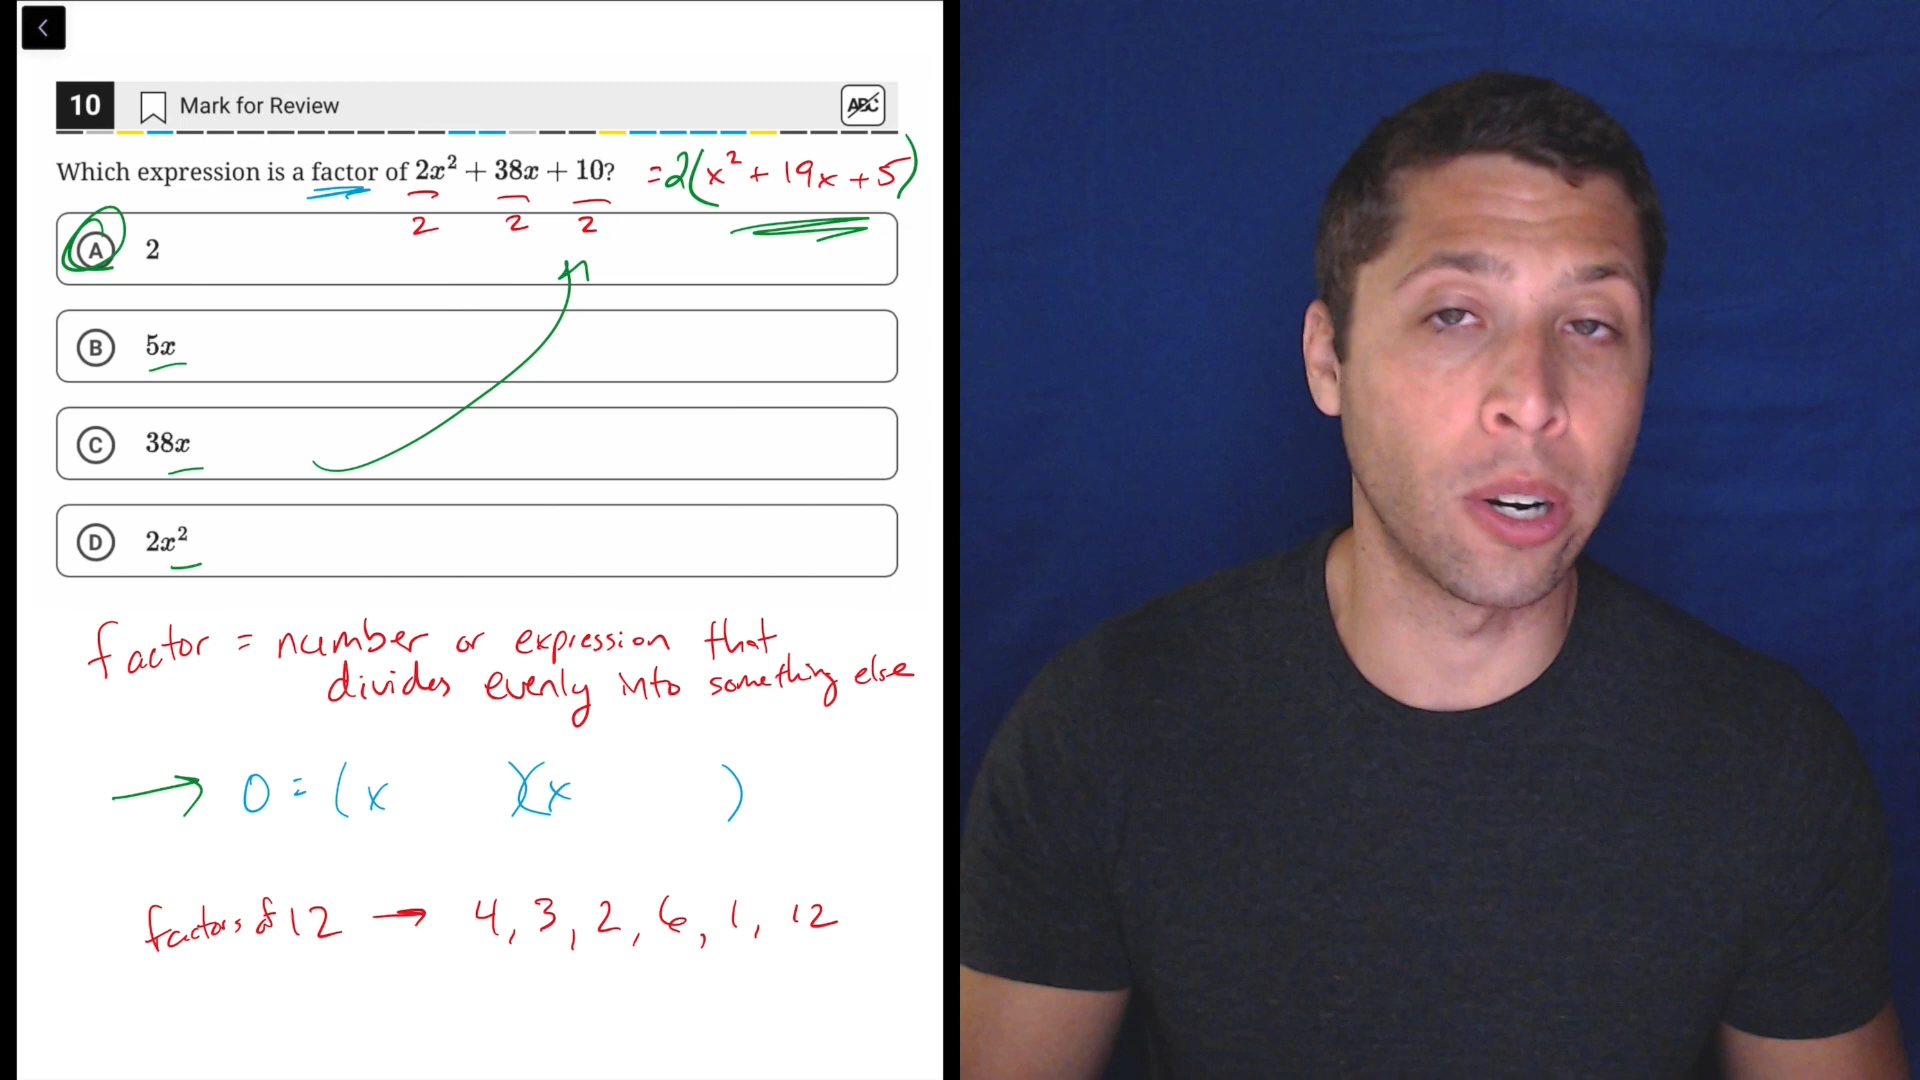 10 Mark for Review ABC
Which expression is a factor of 2x² + 38x + 10? = 2(x² + 19x + 5)
2 2 2
A 2
B 5x
C 38x
D 2x²
factor = number or expression that
divides evenly into something else
→ 0 = (x )(x )
factors of 12 → 4, 3, 2, 6, 1, 12